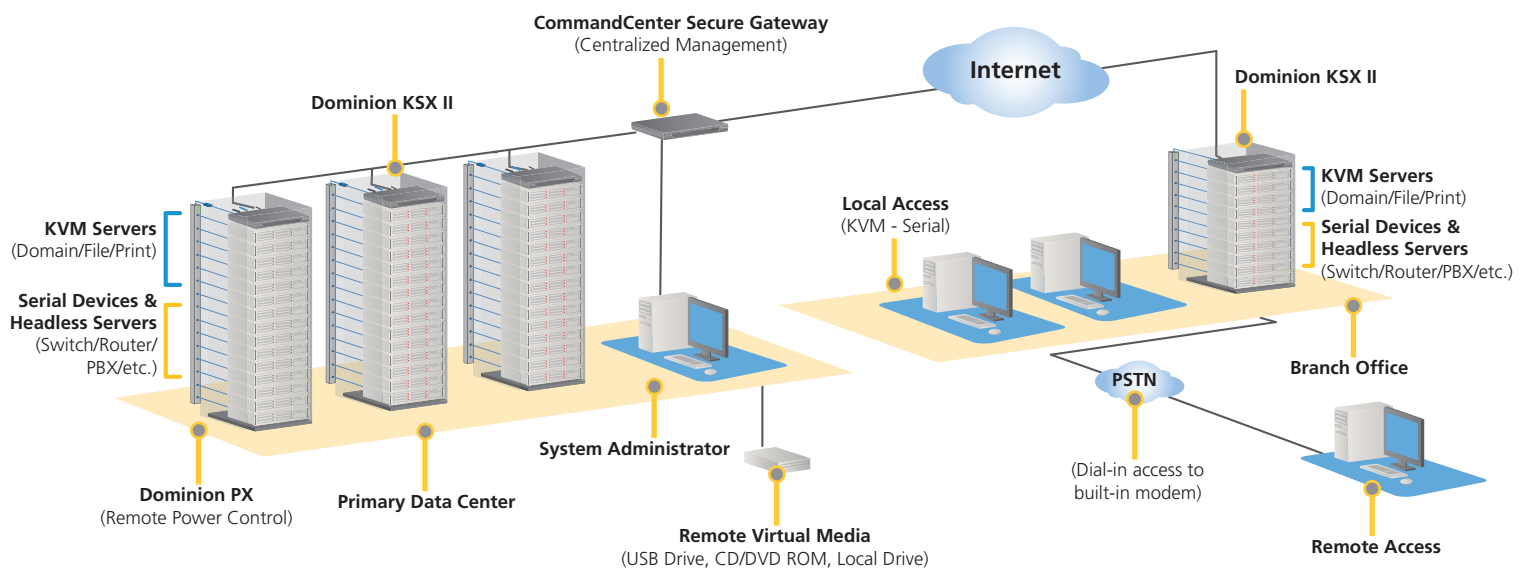 CommandCenter Secure Gateway
(Centralized Management)
Internet
Dominion KSX II
Dominion KSX II
KVM Servers
(Domain/File/Print)
Serial Devices &
Headless Servers
(Switch/Router/
PBX/etc.)
Local Access
(KVM - Serial)
KVM Servers
(Domain/File/Print)
Serial Devices &
Headless Servers
(Switch/Router/PBX/etc.)
Branch Office
PSTN
(Dial-in access to
built-in modem)
System Administrator
Dominion PX
(Remote Power Control)
Primary Data Center
Remote Virtual Media
(USB Drive, CD/DVD ROM, Local Drive)
Remote Access